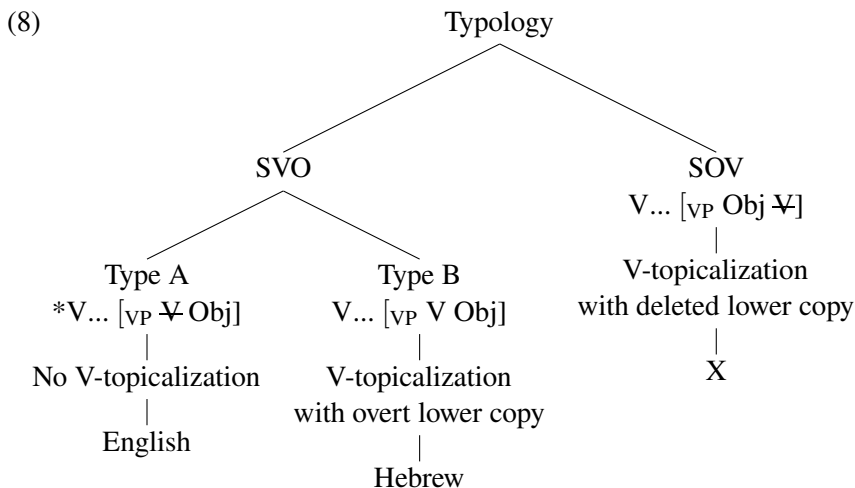 (8)
Typology
SVO
SOV
V... [VP Obj V̶]
Type A
Type B
V-topicalization
*V... [VP V̶ Obj]
V... [VP V Obj]
with deleted lower copy
No V-topicalization
V-topicalization
X
with overt lower copy
English
Hebrew